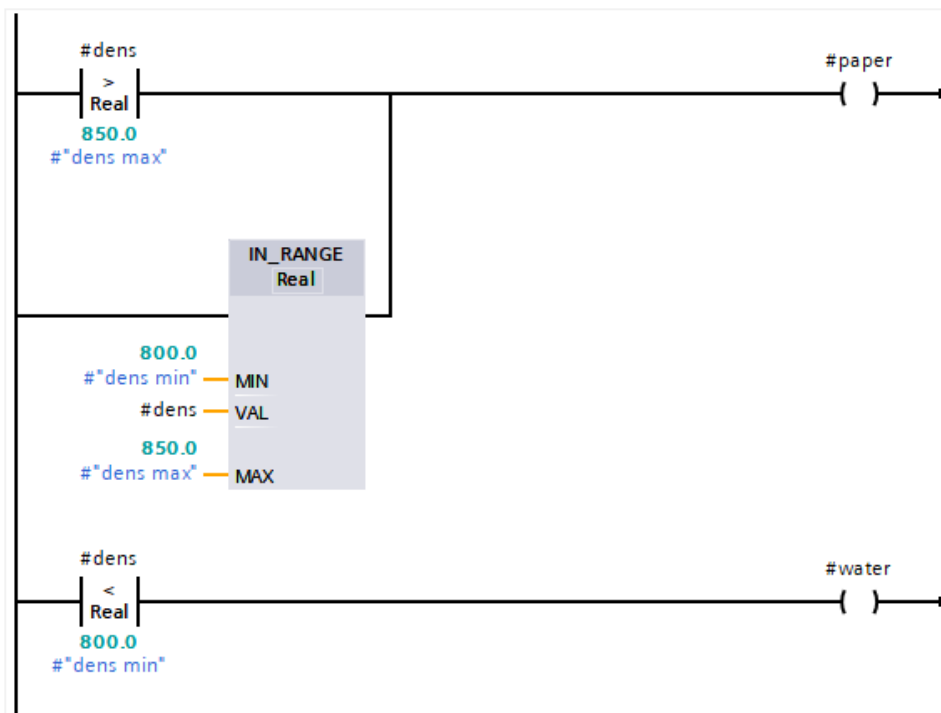 #dens
>
Real
850.0
#"dens max"
#paper
IN_RANGE
Real
800.0
#"dens min"
MIN
#dens
VAL
850.0
#"dens max"
MAX
#dens
<
Real
800.0
#"dens min"
#water